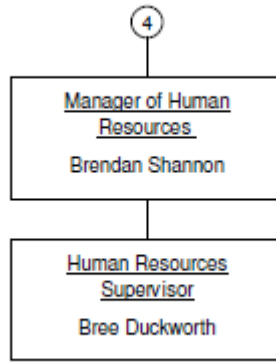 4
Manager of Human
Resources
Brendan Shannon
Human Resources
Supervisor
Bree Duckworth